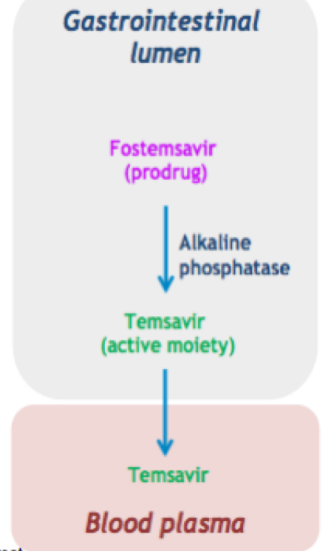 Gastrointestinal
lumen
Fostemsavir
(prodrug)
Alkaline
phosphatase
Temsavir
(active moiety)
Temsavir
Blood plasma